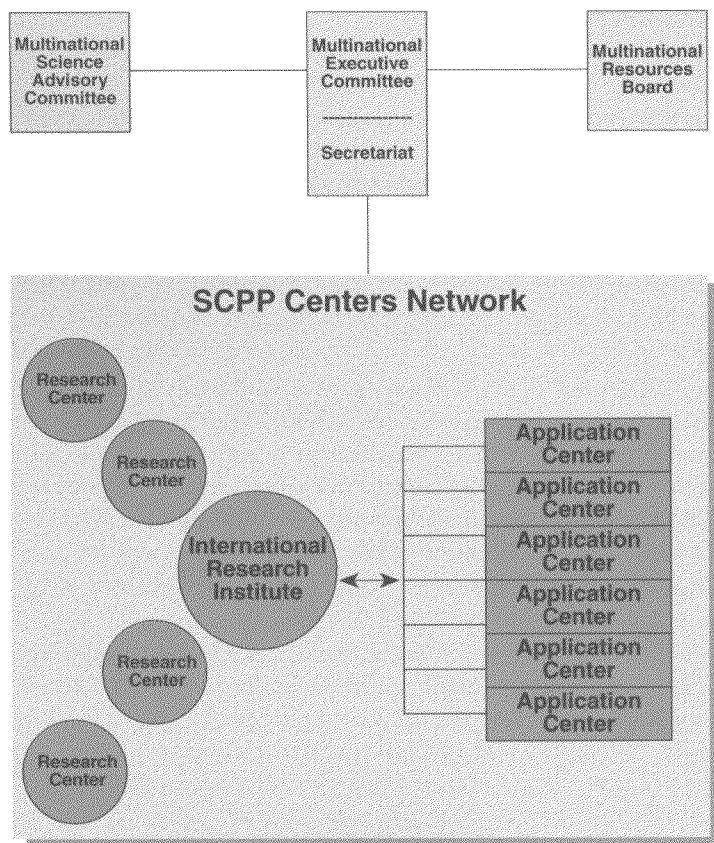 Multinational
Science
Advisory
Committee
Multinational
Executive
Committee
Secretariat
Multinational
Resources
Board
SCPP Centers Network
Research
Center
Research
Center
International
Research
Institute
Research
Center
Research
Center
Application
Center
Application
Center
Application
Center
Application
Center
Application
Center
Application
Center